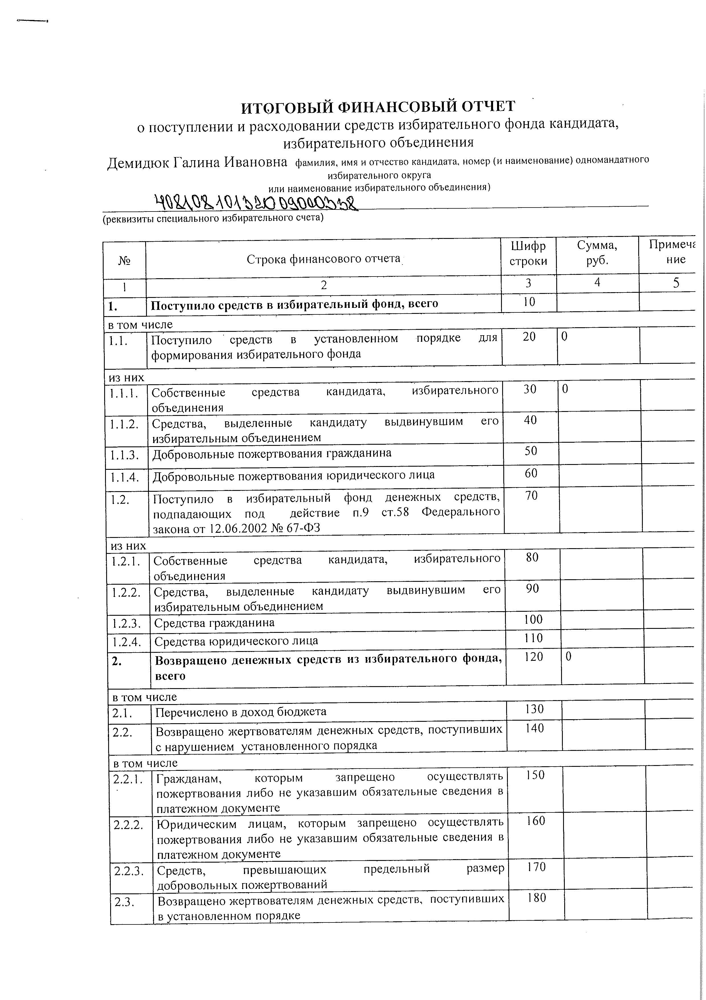 ИТОГОВЫЙ ФИНАНСОВЫЙ ОТЧЕТ
о поступлении и расходовании средств избирательного фонда кандидата,
избирательного объединения
Демидюк Галина Ивановна фамилия, имя и отчество кандидата, номер (и наименование) одномандатного
избирательного округа
или наименование избирательного объединения)
40810810132009000338
(реквизиты специального избирательного счета)
№ Строка финансового отчета Шифр строки Сумма, руб. Примеча ние
1 2 3 4 5
1. Поступило средств в избирательный фонд, всего 10
в том числе
1.1. Поступило средств в установленном порядке для 20 0
формирования избирательного фонда
из них
1.1.1. Собственные средства кандидата, избирательного 30 0
объединения
1.1.2. Средства, выделенные кандидату выдвинувшим его 40
избирательным объединением
1.1.3. Добровольные пожертвования гражданина 50
1.1.4. Добровольные пожертвования юридического лица 60
1.2. Поступило в избирательный фонд денежных средств, 70
подпадающих под действие п.9 ст.58 Федерального
закона от 12.06.2002 № 67-ФЗ
из них
1.2.1. Собственные средства кандидата, избирательного 80
объединения
1.2.2. Средства, выделенные кандидату выдвинувшим его 90
избирательным объединением
1.2.3. Средства гражданина 100
1.2.4. Средства юридического лица 110
2. Возвращено денежных средств из избирательного фонда, 120 0
всего
в том числе
2.1. Перечислено в доход бюджета 130
2.2. Возвращено жертвователям денежных средств, поступивших 140
с нарушением установленного порядка
в том числе
2.2.1. Гражданам, которым запрещено осуществлять 150
пожертвования либо не указавшим обязательные сведения в
платежном документе
2.2.2. Юридическим лицам, которым запрещено осуществлять 160
пожертвования либо не указавшим обязательные сведения в
платежном документе
2.2.3. Средств, превышающих предельный размер 170
добровольных пожертвований
2.3. Возвращено жертвователям денежных средств, поступивших 180
в установленном порядке